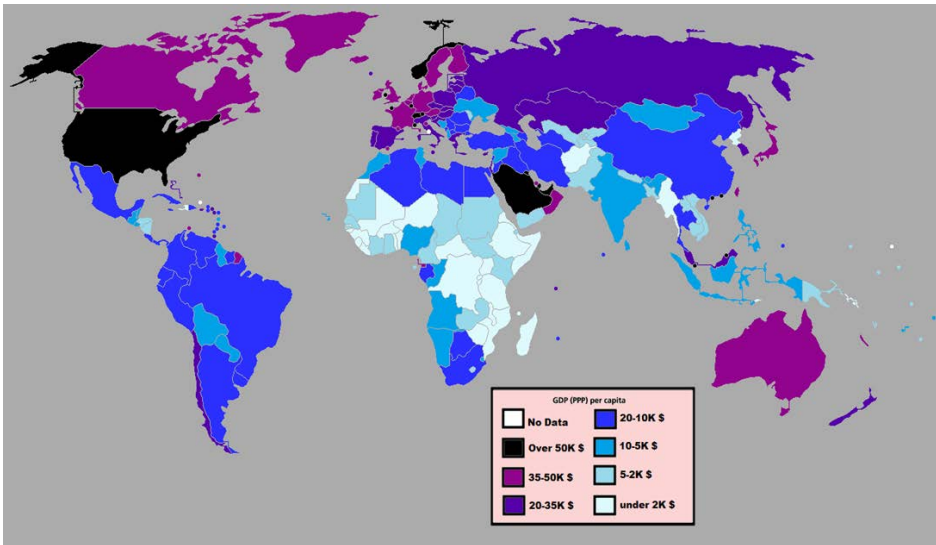 GDP (PPP) per capita
No Data
Over 50K $
35-50K $
20-35K $
20-10K $
10-5K $
5-2K $
under 2K $